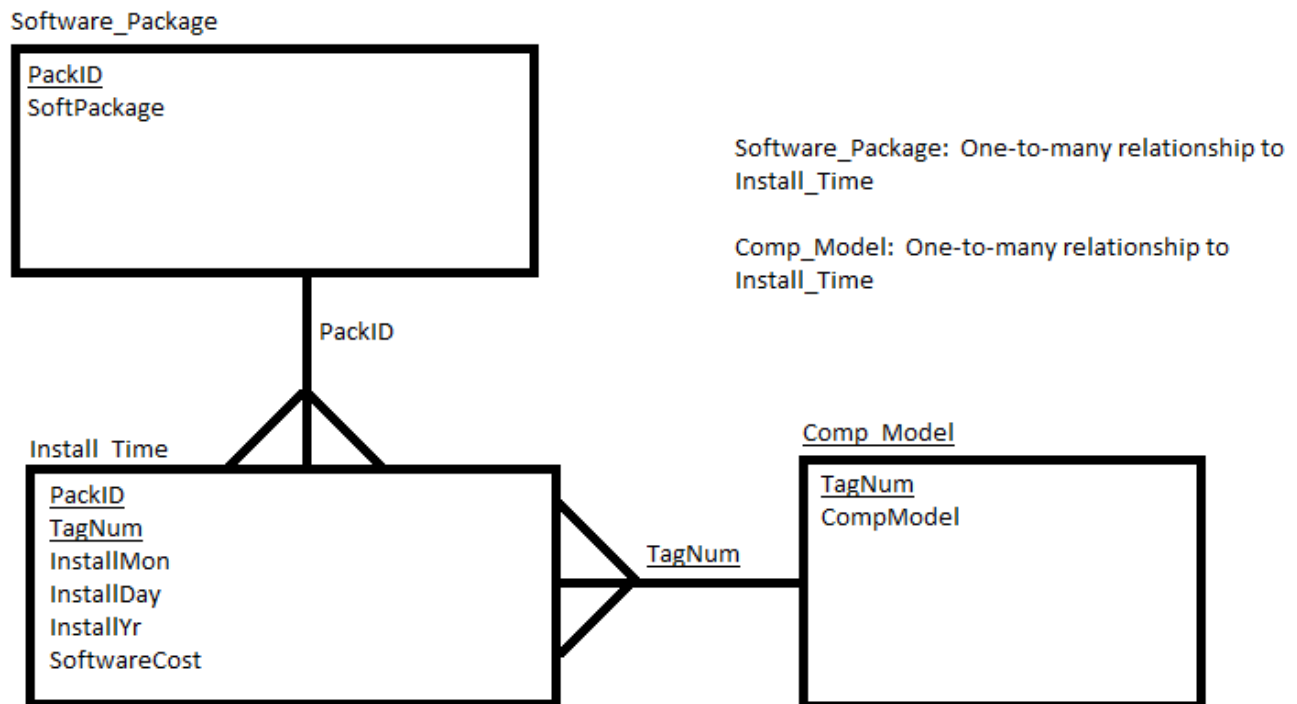 Software_Package
PackID
SoftPackage
Software_Package: One-to-many relationship to
Install_Time
Comp_Model: One-to-many relationship to
Install_Time
PackID
Install_Time
PackID
TagNum
InstallMon
InstallDay
InstallYr
SoftwareCost
TagNum
Comp_Model
TagNum
CompModel